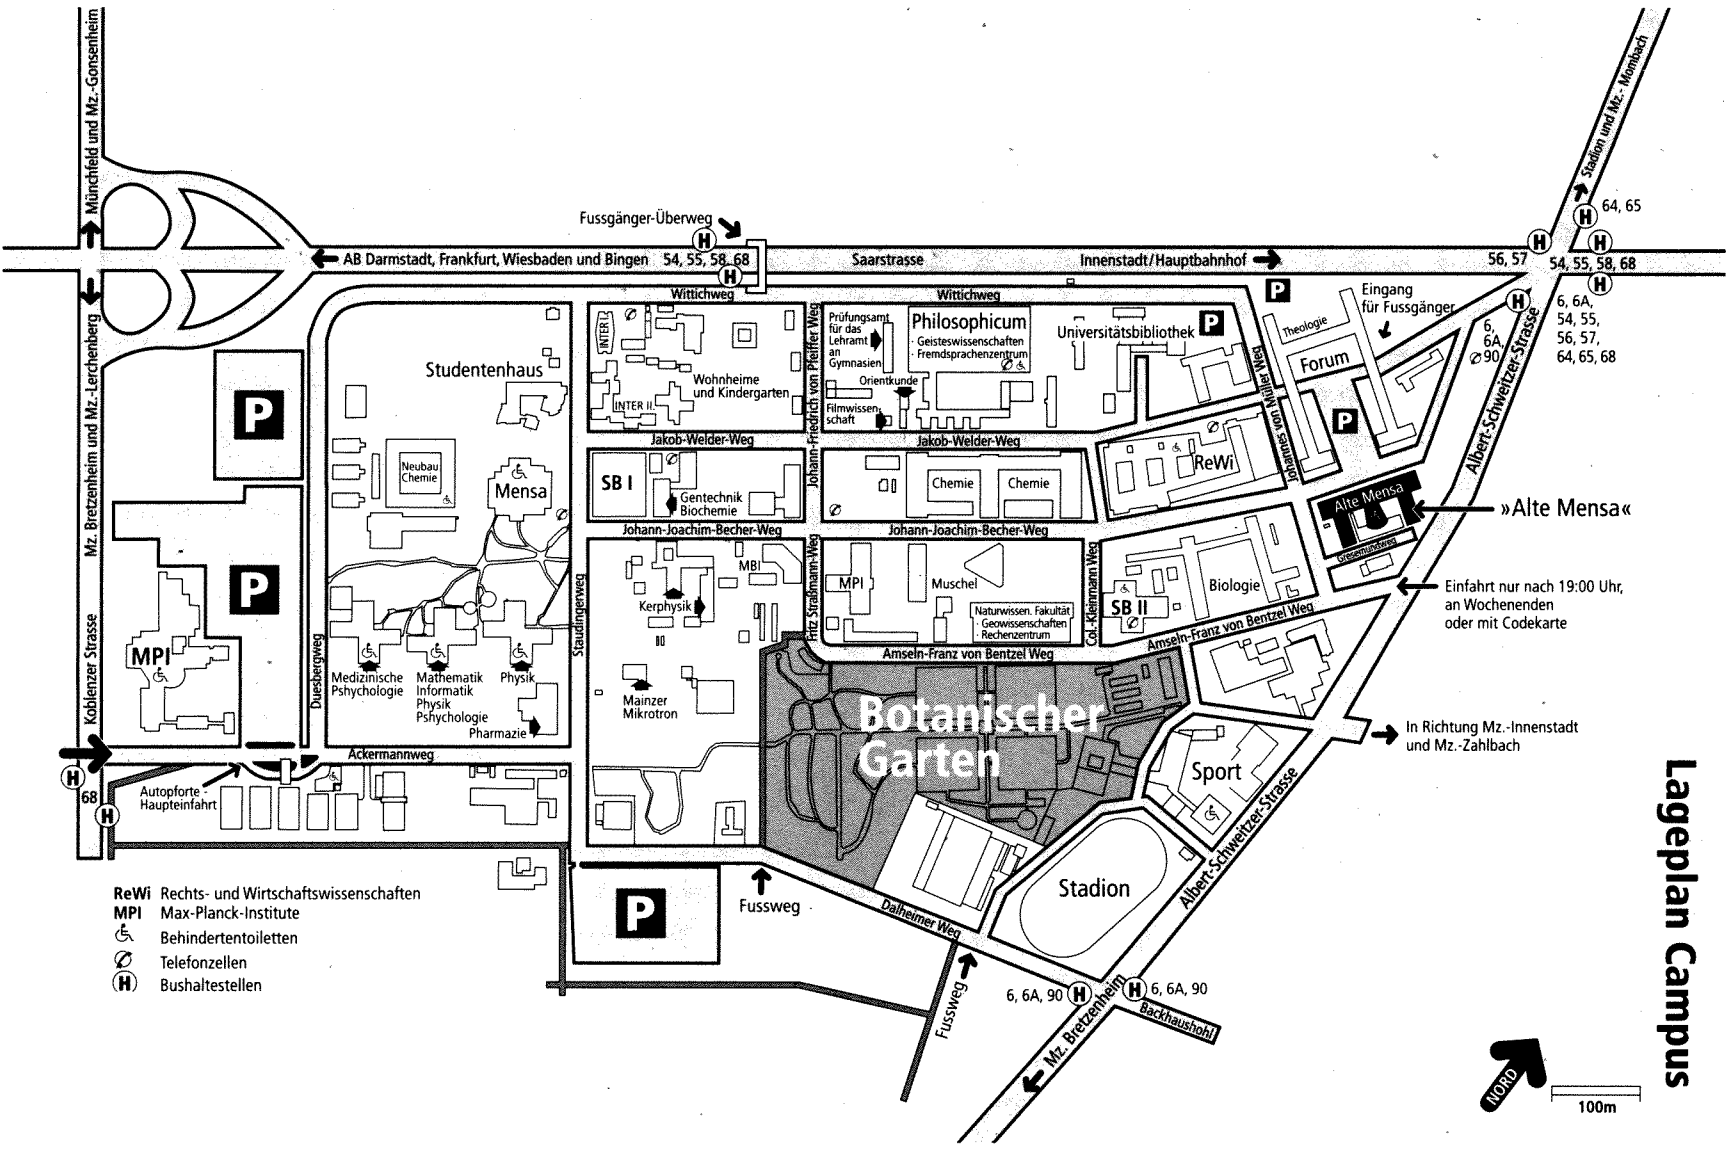 Münchfeld und Mz.-Gonsenheim
Stadion und Mz.- Mombach
Fussgänger-Überweg
H
H
64, 65
H
H
AB Darmstadt, Frankfurt, Wiesbaden und Bingen
54, 55, 58, 68
H
Saarstrasse
Innenstadt/Hauptbahnhof
56, 57
54, 55, 58, 68
H
H
6, 6A,
54, 55,
56, 57,
64, 65, 68
6,
6A,
90
Eingang
für Fussgänger
P
Wittichweg
Wittichweg
Mz. Bretzenheim und Mz.-Lerchenberg
Koblenzer Strasse
INTER I.
Prüfungsamt
für das
Lehramt
an
Gymnasien
Philosophicum
· Geisteswissenschaften
· Fremdsprachenzentrum
Universitätsbibliothek
P
Theologie
Forum
P
Studentenhaus
Wohnheime
und Kindergarten
INTER II.
Orientkunde
Filmwissen-
schaft
Johann-Friedrich von Pfeiffer Weg
Johannes von Müller Weg
Albert-Schweitzer-Strasse
P
Jakob-Welder-Weg
Jakob-Welder-Weg
Neubau
Chemie
Mensa
SB I
Gentechnik
Biochemie
Chemie
Chemie
ReWi
Alte Mensa
»Alte Mensa«
Gresemundweg
Johann-Joachim-Becher-Weg
Johann-Joachim-Becher-Weg
P
MBI
Kerphysik
Fritz Straßmann-Weg
MPI
Muschel
Naturwissen. Fakultät
· Geowissenschaften
· Rechenzentrum
Col.-Kleinmann Weg
SB II
Biologie
Einfahrt nur nach 19:00 Uhr,
an Wochenenden
oder mit Codekarte
Amseln-Franz von Bentzel Weg
Amseln-Franz von Bentzel Weg
MPI
Duesbergweg
Staudingerweg
Medizinische
Pshychologie
Mathematik
Informatik
Physik
Pshychologie
Physik
Pharmazie
Mainzer
Mikrotron
Botanischer
Garten
In Richtung Mz.-Innenstadt
und Mz.-Zahlbach
Ackermannweg
Autopforte -
Haupteinfahrt
H
68
H
Sport
Albert-Schweitzer-Strasse
Stadion
ReWi Rechts- und Wirtschaftswissenschaften
MPI Max-Planck-Institute
Behindertentoiletten
Telefonzellen
H Bushaltestellen
P
Fussweg
Dalheimer Weg
Fussweg
6, 6A, 90 H
H 6, 6A, 90
Backhaushohl
Mz. Bretzenheim
Lageplan Campus
NORD
100m